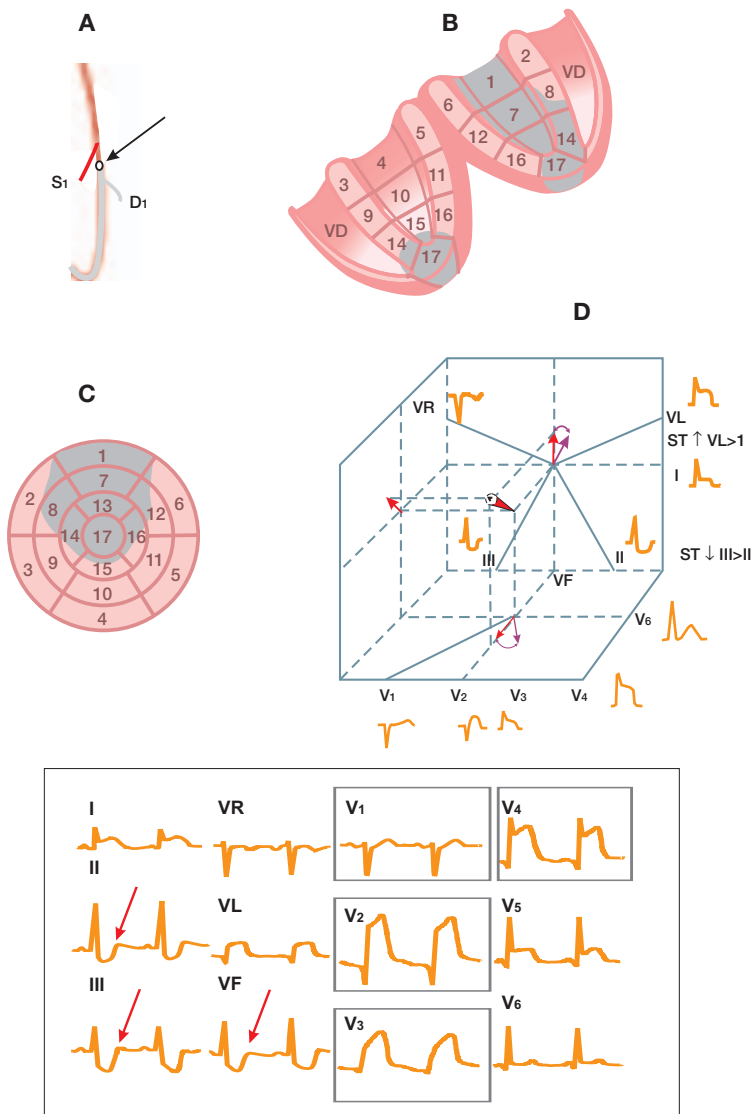 A
S1
D1
B
1
2
VD
8
6
7
5
12
14
4
16
17
3
11
10
9
16
15
VD
14
17
C
1
7
2
6
13
8
12
14
17
16
9
11
3
15
5
10
4
D
VR
VL
ST ↑ VL>1
I
III
II
ST ↓ III>II
VF
V6
V1
V2
V3
V4
I
VR
V1
V4
II
VL
V2
V5
III
VF
V3
V6